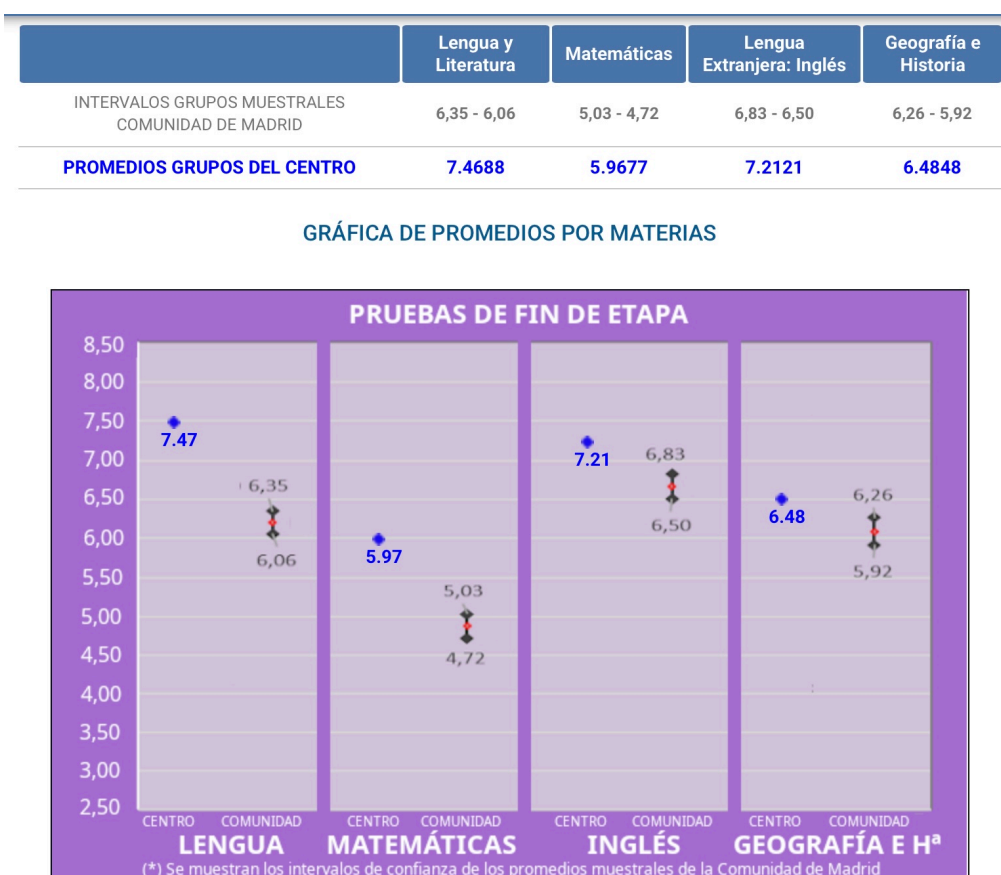 Lengua y
Literatura
Matemáticas
Lengua
Extranjera: Inglés
Geografía e
Historia
INTERVALOS GRUPOS MUESTRALES
COMUNIDAD DE MADRID
6,35 - 6,06
5,03 - 4,72
6,83 - 6,50
6,26 - 5,92
PROMEDIOS GRUPOS DEL CENTRO
7.4688
5.9677
7.2121
6.4848
GRÁFICA DE PROMEDIOS POR MATERIAS
PRUEBAS DE FIN DE ETAPA
8,50
8,00
7,50
7,00
6,50
6,00
5,50
5,00
4,50
4,00
3,50
3,00
2,50
7.47
6,35
6,06
5.97
5,03
4,72
7.21
6,83
6,50
6.48
6,26
5,92
CENTRO COMUNIDAD
CENTRO COMUNIDAD
CENTRO COMUNIDAD
CENTRO COMUNIDAD
LENGUA
MATEMÁTICAS
INGLÉS
GEOGRAFÍA E Hª
(*) Se muestran los intervalos de confianza de los promedios muestrales de la Comunidad de Madrid